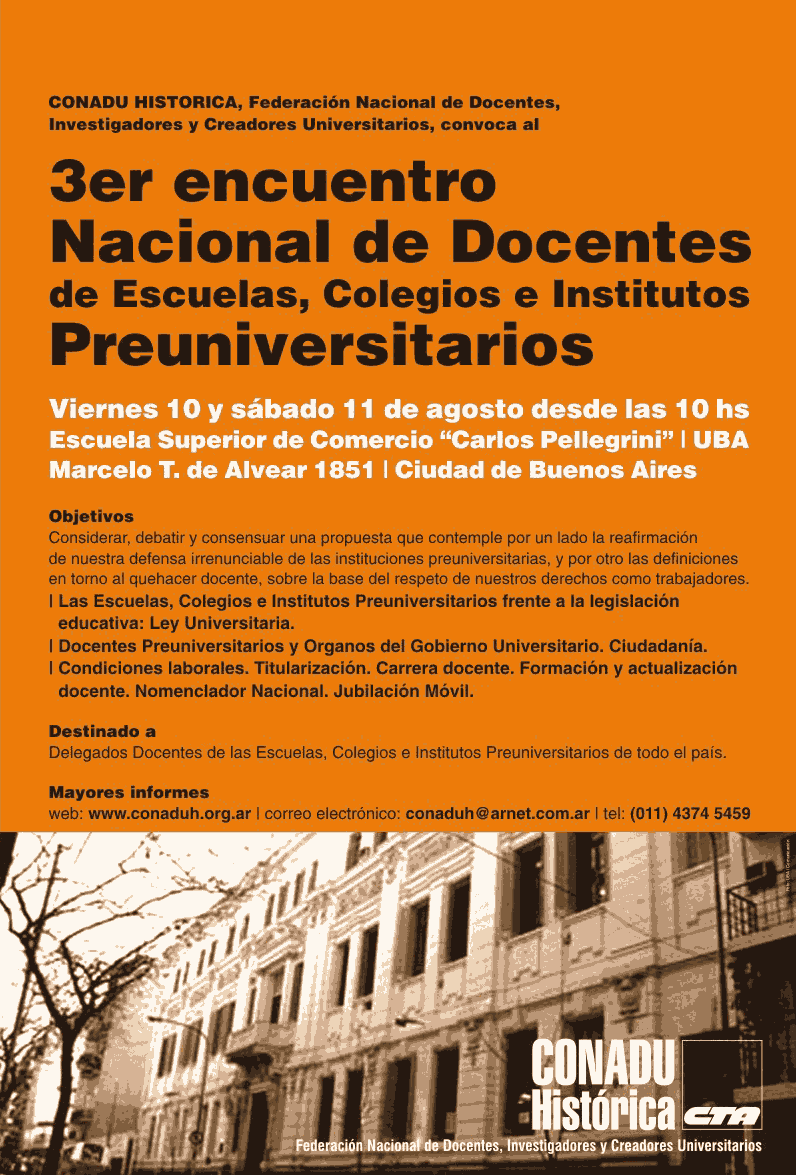 CONADU HISTORICA, Federación Nacional de Docentes,
Investigadores y Creadores Universitarios, convoca al
3er encuentro
Nacional de Docentes
de Escuelas, Colegios e Institutos
Preuniversitarios
Viernes 10 y sábado 11 de agosto desde las 10 hs
Escuela Superior de Comercio “Carlos Pellegrini” | UBA
Marcelo T. de Alvear 1851 | Ciudad de Buenos Aires
Objetivos
Considerar, debatir y consensuar una propuesta que contemple por un lado la reafirmación
de nuestra defensa irrenunciable de las instituciones preuniversitarias, y por otro las definiciones
en torno al quehacer docente, sobre la base del respeto de nuestros derechos como trabajadores.
| Las Escuelas, Colegios e Institutos Preuniversitarios frente a la legislación
educativa: Ley Universitaria.
| Docentes Preuniversitarios y Organos del Gobierno Universitario. Ciudadanía.
| Condiciones laborales. Titularización. Carrera docente. Formación y actualización
docente. Nomenclador Nacional. Jubilación Móvil.
Destinado a
Delegados Docentes de las Escuelas, Colegios e Institutos Preuniversitarios de todo el país.
Mayores informes
web: www.conaduh.org.ar | correo electrónico: conaduh@arnet.com.ar | tel: (011) 4374 5459
CONADU
Histórica
CTA
Federación Nacional de Docentes, Investigadores y Creadores Universitarios